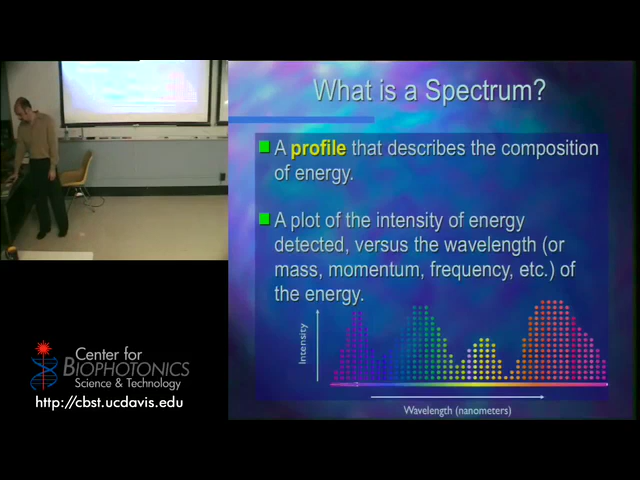 What is a Spectrum?
A profile that describes the composition
of energy.
A plot of the intensity of energy
detected, versus the wavelength (or
mass, momentum, frequency, etc.) of
the energy.
Intensity
Wavelength (nanometers)
Center for
BIOPHOTONICS
Science & Technology
http://cbst.ucdavis.edu